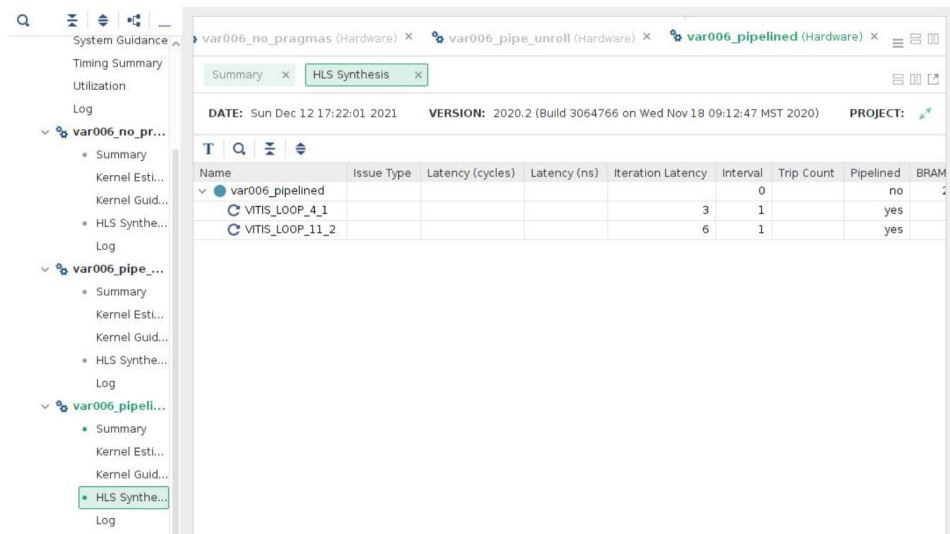 System Guidance
Timing Summary
Utilization
Log
var006_no_pr...
Summary
Kernel Esti...
Kernel Guid...
HLS Synthe...
Log
var006_pipe_...
Summary
Kernel Esti...
Kernel Guid...
HLS Synthe...
Log
var006_pipeli...
Summary
Kernel Esti...
Kernel Guid...
HLS Synthe...
Log
var006_no_pragmas (Hardware) × var006_pipe_unroll (Hardware) × var006_pipelined (Hardware) ×
Summary × HLS Synthesis ×
DATE: Sun Dec 12 17:22:01 2021 VERSION: 2020.2 (Build 3064766 on Wed Nov 18 09:12:47 MST 2020) PROJECT:
T
Name Issue Type Latency (cycles) Latency (ns) Iteration Latency Interval Trip Count Pipelined BRAM
var006_pipelined 0 no
VITIS_LOOP_4_1 3 1 yes
VITIS_LOOP_11_2 6 1 yes